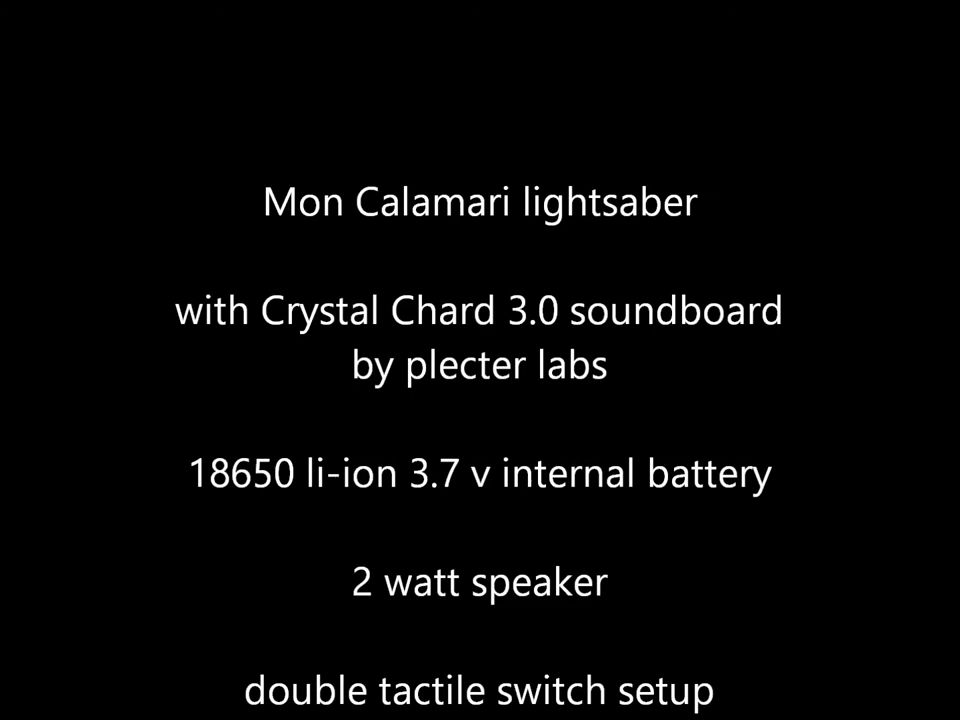 Mon Calamari lightsaber
with Crystal Chard 3.0 soundboard
by plecter labs
18650 li-ion 3.7 v internal battery
2 watt speaker
double tactile switch setup